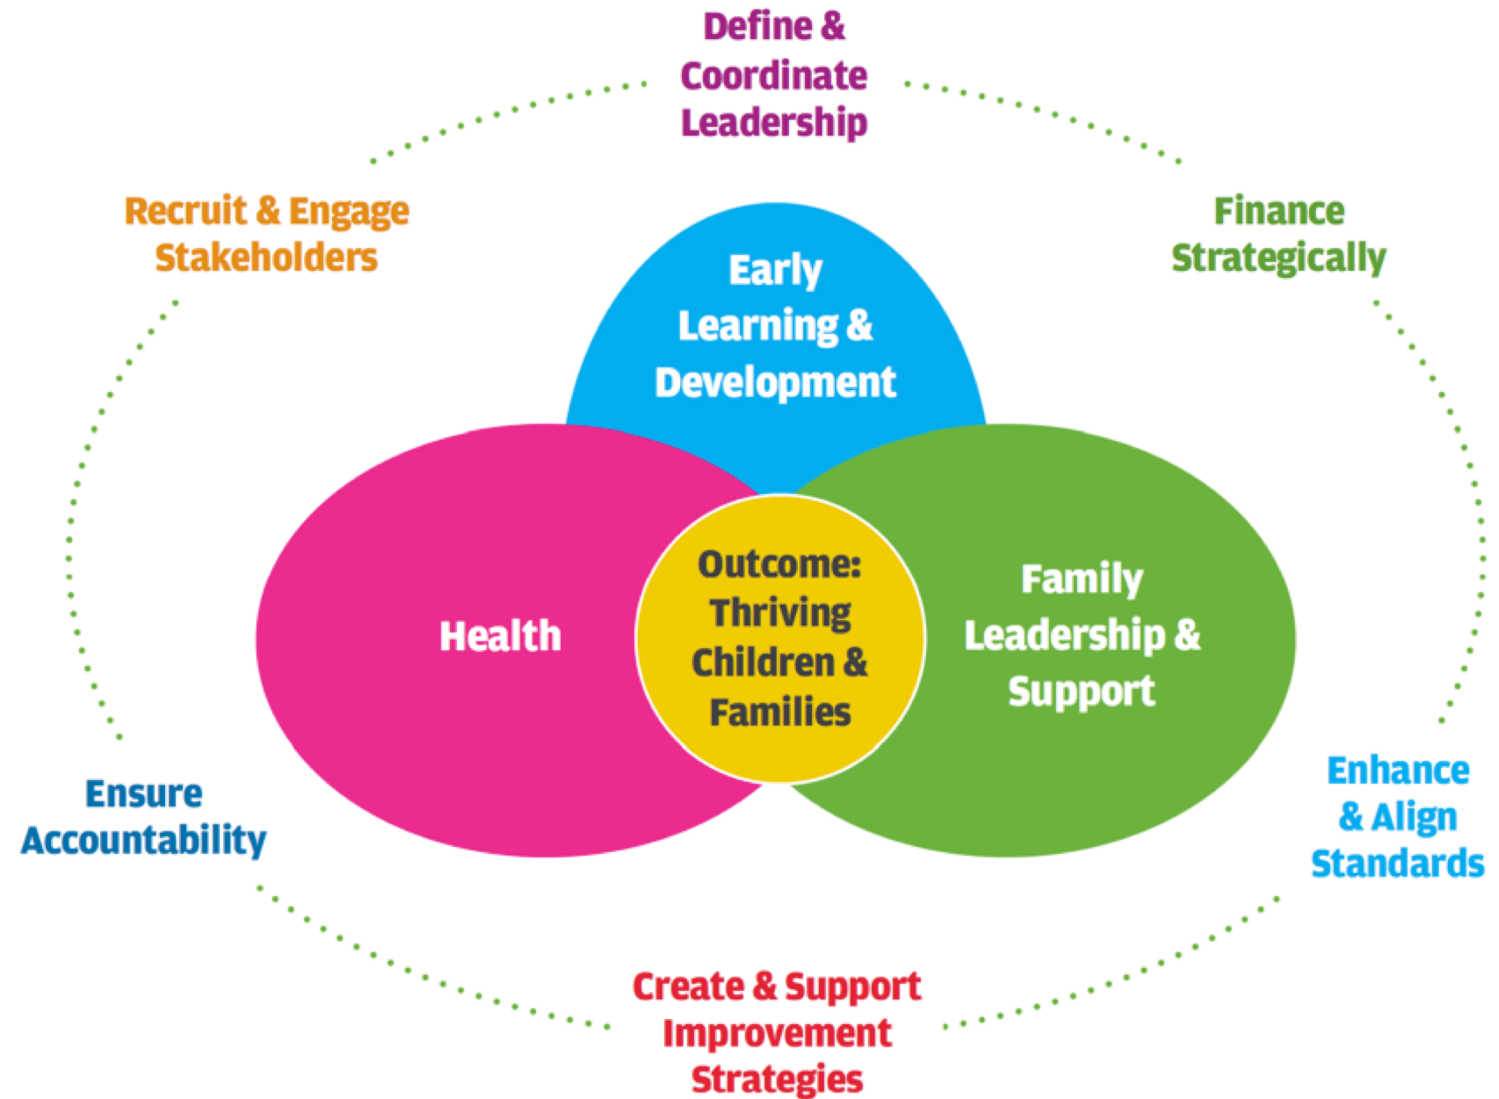 Define &
Coordinate
Leadership
Recruit & Engage
Stakeholders
Finance
Strategically
Early
Learning &
Development
Health
Outcome:
Thriving
Children &
Families
Family
Leadership &
Support
Ensure
Accountability
Enhance
& Align
Standards
Create & Support
Improvement
Strategies